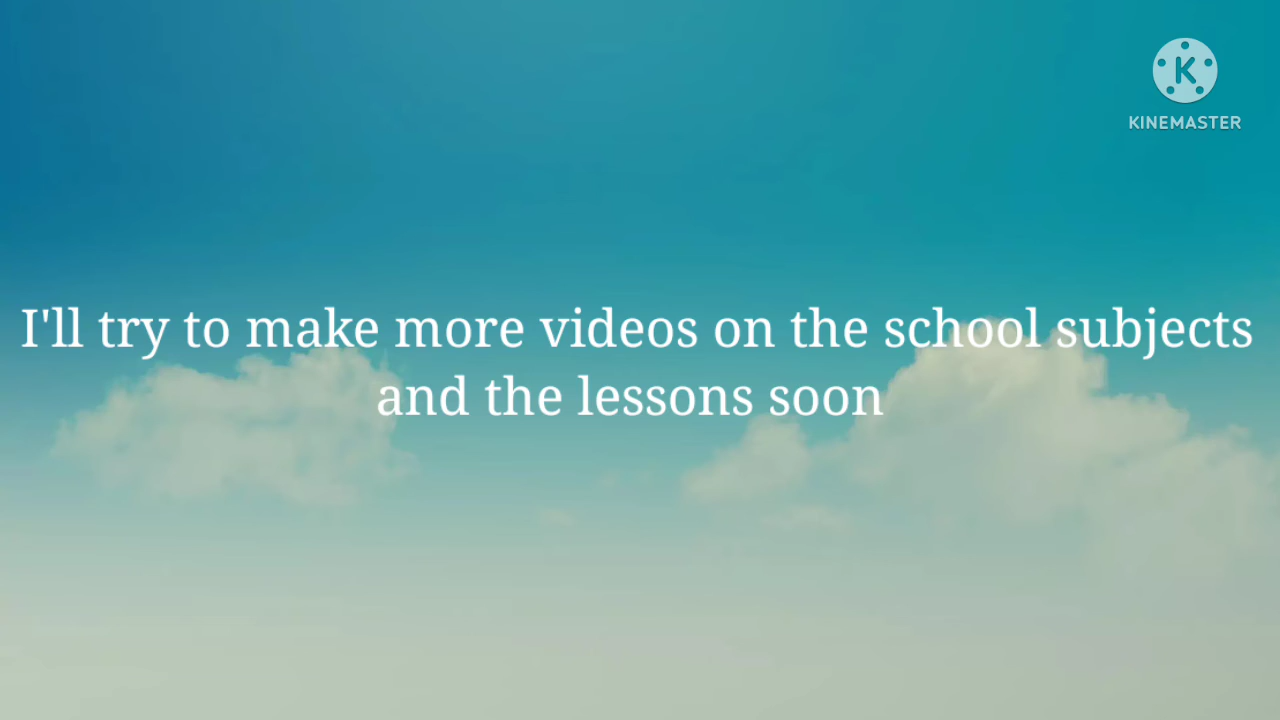 K
KINEMASTER
I'll try to make more videos on the school subjects
and the lessons soon